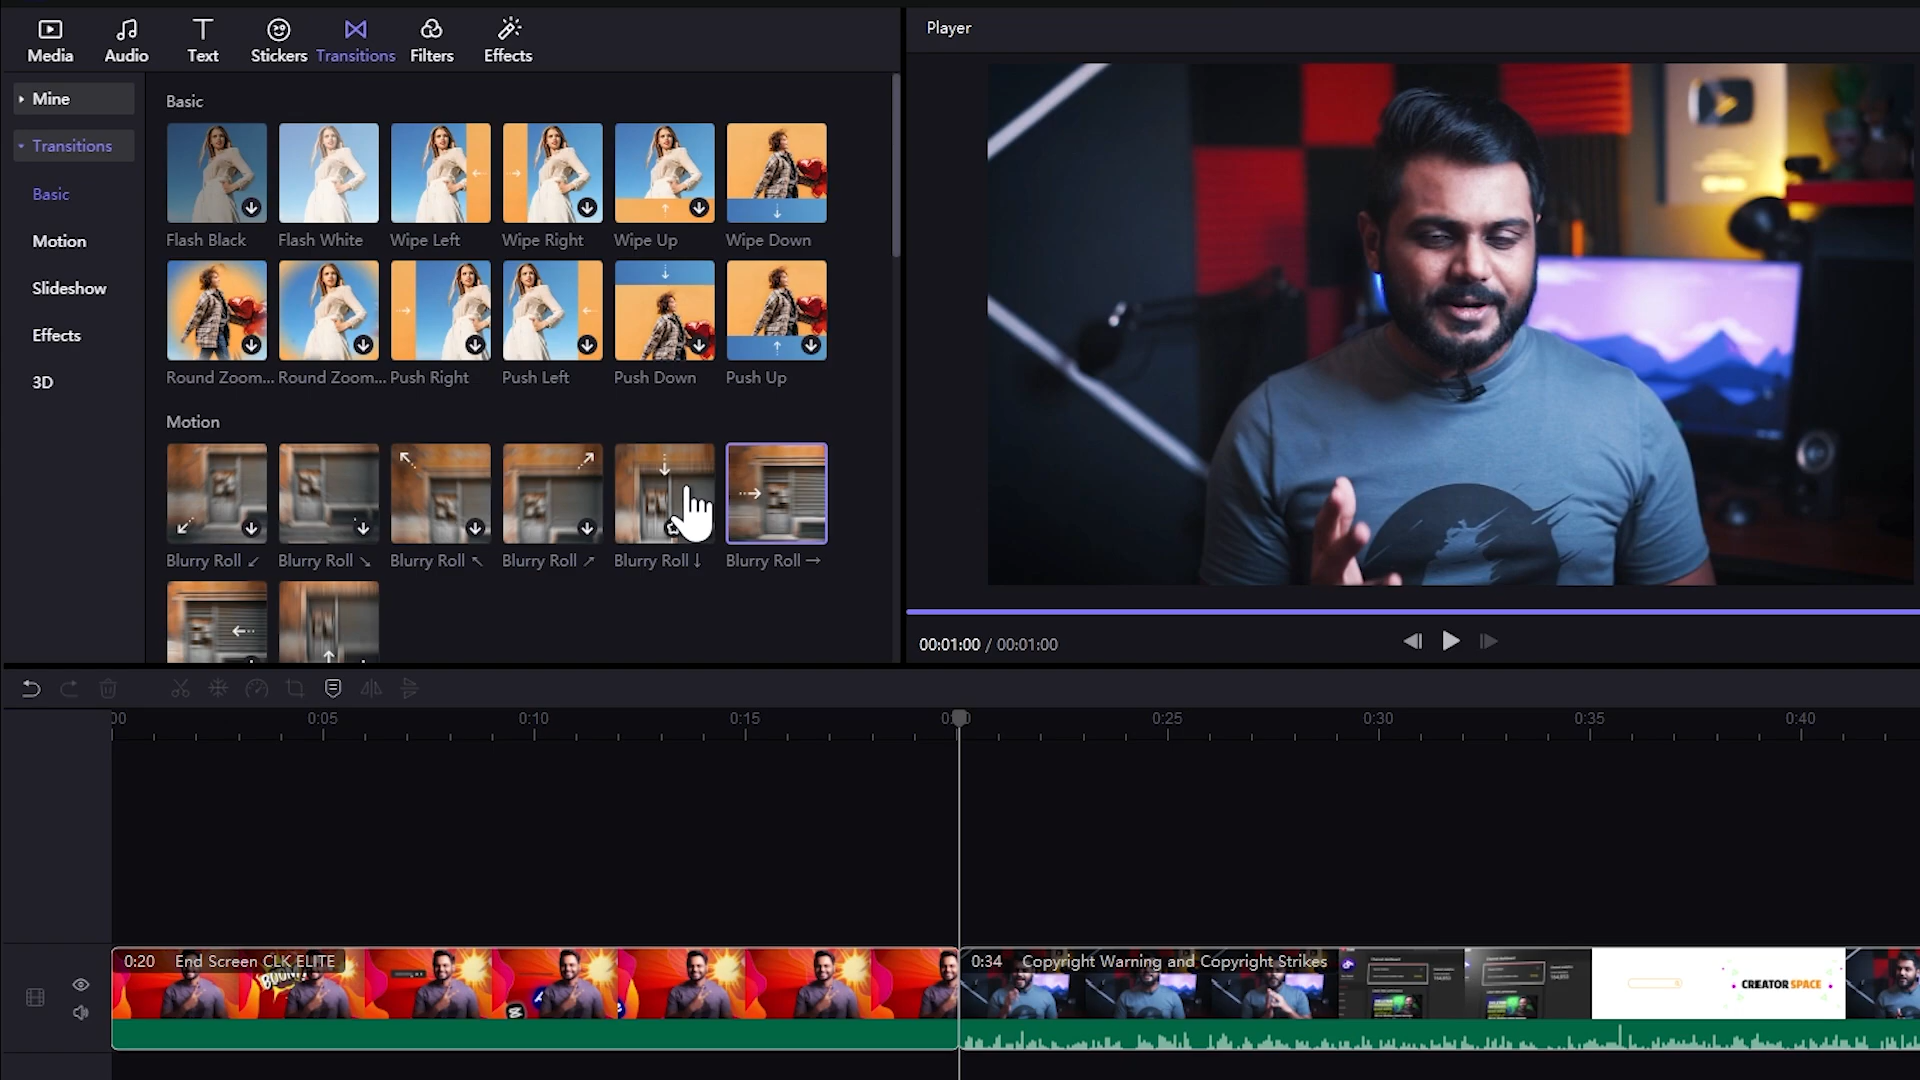 Media
Audio
Text
Stickers
Transitions
Filters
Effects
Player
Mine
Transitions
Basic
Motion
Slideshow
Effects
3D
Basic
Flash Black
Flash White
Wipe Left
Wipe Right
Wipe Up
Wipe Down
Round Zoom...
Round Zoom...
Push Right
Push Left
Push Down
Push Up
Motion
Blurry Roll ↙
Blurry Roll ↘
Blurry Roll ↖
Blurry Roll ↗
Blurry Roll ↓
Blurry Roll →
00:01:00 / 00:01:00
00
0:05
0:10
0:15
0:25
0:30
0:35
0:40
0:20 End Screen CLK ELITE
BOOM!
0:34 Copyright Warning and Copyright Strikes
CREATOR SPACE